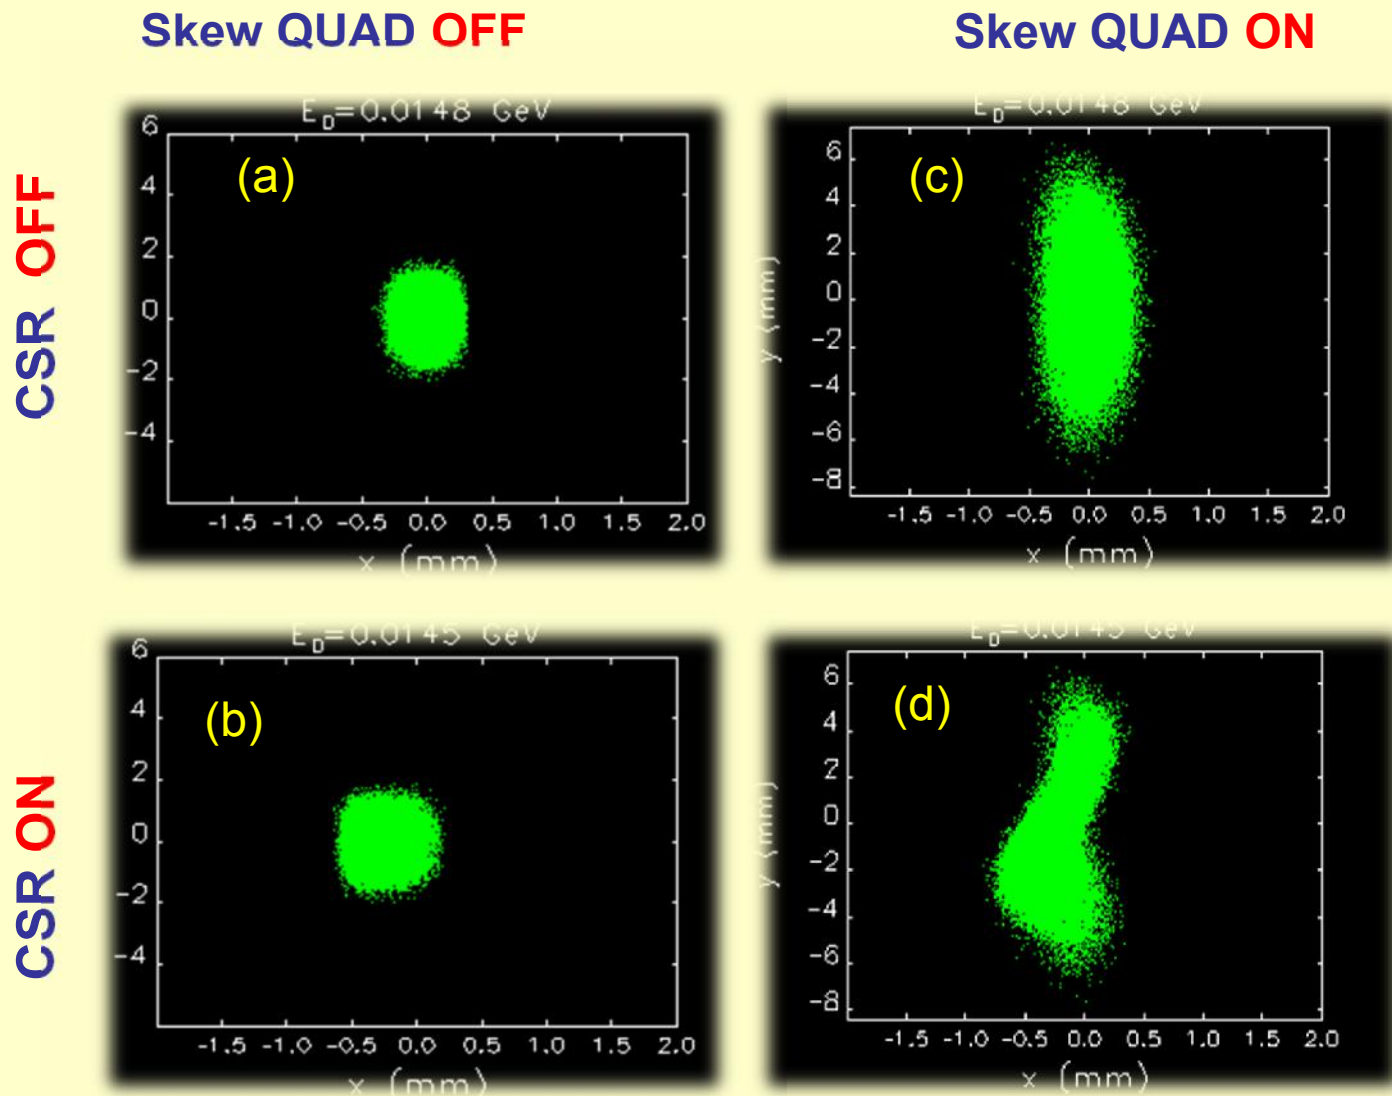 Skew QUAD OFF
Skew QUAD ON
CSR OFF
E_D=0.0148 GeV
(a)
6
4
2
0
-2
-4
-1.5 -1.0 -0.5 0.0 0.5 1.0 1.5 2.0
x (mm)
E_D=0.0148 GeV
(c)
y (mm)
6
4
2
0
-2
-4
-6
-8
-1.5 -1.0 -0.5 0.0 0.5 1.0 1.5 2.0
x (mm)
CSR ON
E_D=0.0145 GeV
(b)
6
4
2
0
-2
-4
-1.5 -1.0 -0.5 0.0 0.5 1.0 1.5 2.0
x (mm)
E_D=0.0145 GeV
(d)
y (mm)
6
4
2
0
-2
-4
-6
-8
-1.5 -1.0 -0.5 0.0 0.5 1.0 1.5 2.0
x (mm)